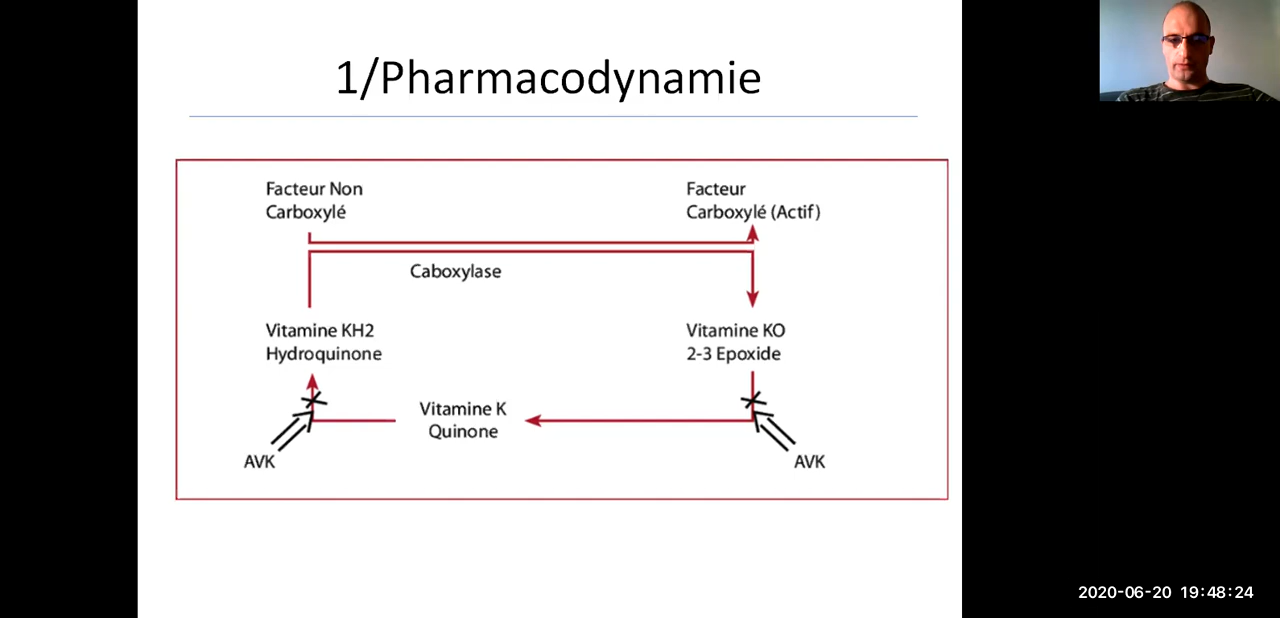 1/Pharmacodynamie
Facteur Non
Carboxylé
Facteur
Carboxylé (Actif)
Caboxylase
Vitamine KH2
Hydroquinone
Vitamine KO
2-3 Epoxide
Vitamine K
Quinone
AVK
AVK
2020-06-20 19:48:24